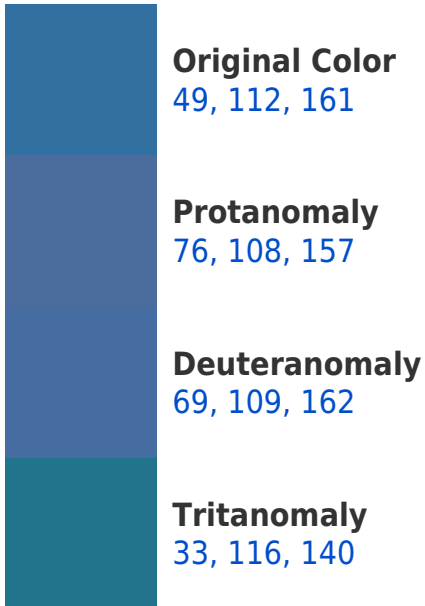 Original Color
49, 112, 161
Protanomaly
76, 108, 157
Deuteranomaly
69, 109, 162
Tritanomaly
33, 116, 140